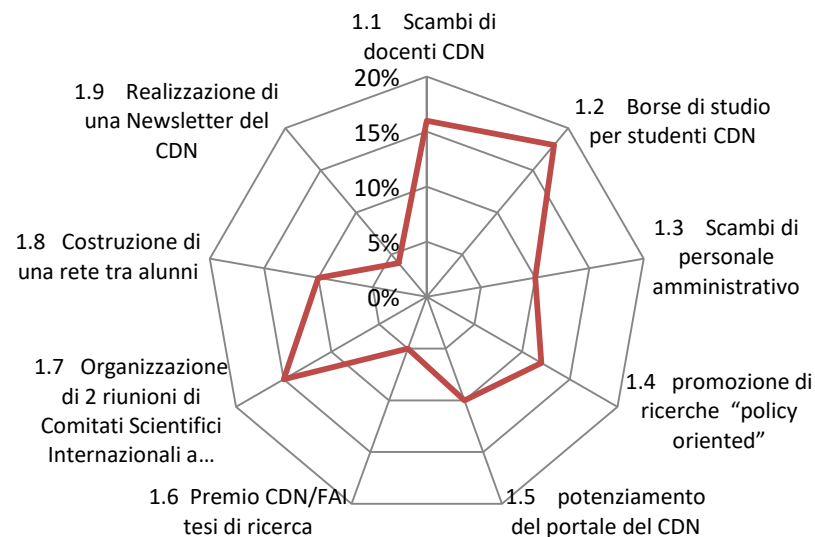 1.1 Scambi di
docenti CDN
20%
15%
10%
5%
0%
1.2 Borse di studio
per studenti CDN
1.3 Scambi di
personale
amministrativo
1.4 promozione di
ricerche “policy
oriented”
1.5 potenziamento
del portale del CDN
1.6 Premio CDN/FAI
tesi di ricerca
1.7 Organizzazione
di 2 riunioni di
Comitati Scientifici
Internazionali a…
1.8 Costruzione di
una rete tra alunni
1.9 Realizzazione di
una Newsletter del
CDN